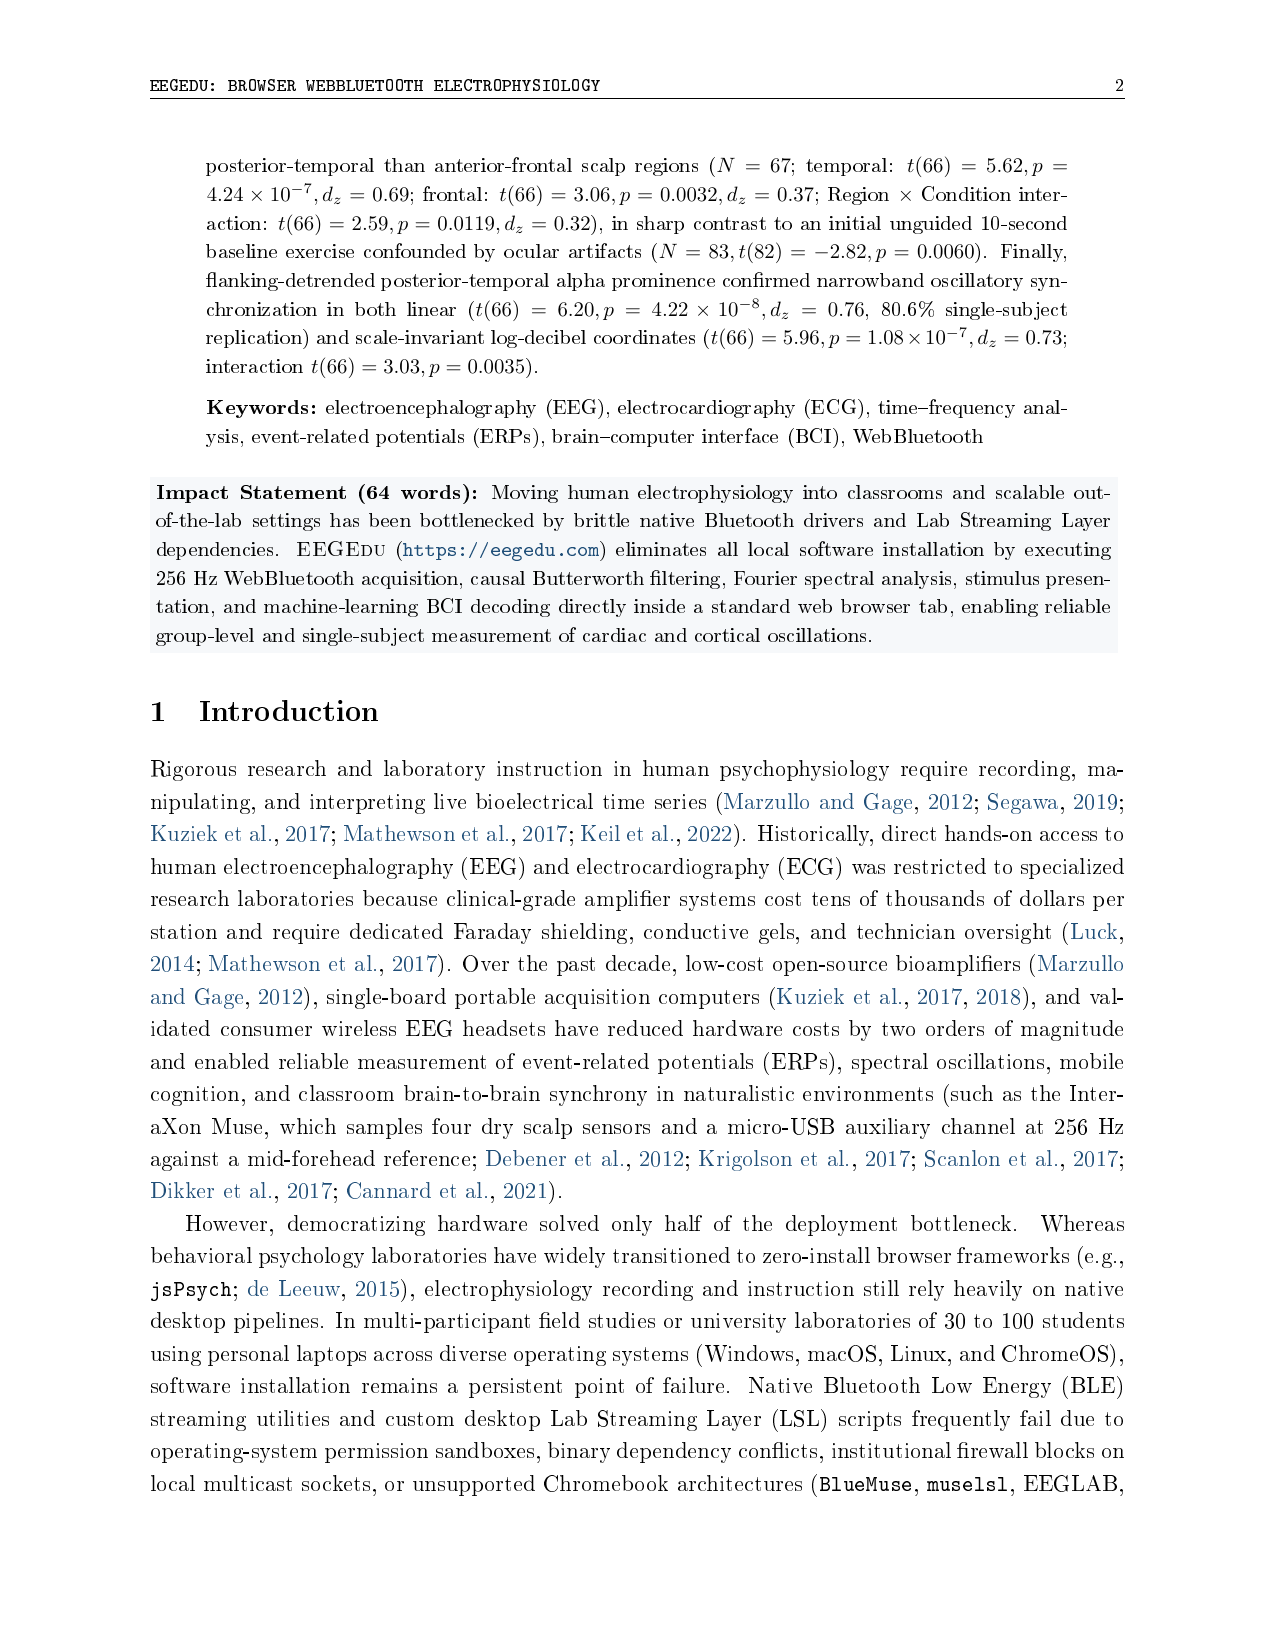 EEGEDU: BROWSER WEBBLUETOOTH ELECTROPHYSIOLOGY 2
posterior-temporal than anterior-frontal scalp regions (N = 67; temporal: t(66) = 5.62, p =
4.24 × 10⁻⁷, d_z = 0.69; frontal: t(66) = 3.06, p = 0.0032, d_z = 0.37; Region × Condition inter-
action: t(66) = 2.59, p = 0.0119, d_z = 0.32), in sharp contrast to an initial unguided 10-second
baseline exercise confounded by ocular artifacts (N = 83, t(82) = −2.82, p = 0.0060). Finally,
flanking-detrended posterior-temporal alpha prominence confirmed narrowband oscillatory syn-
chronization in both linear (t(66) = 6.20, p = 4.22 × 10⁻⁸, d_z = 0.76, 80.6% single-subject
replication) and scale-invariant log-decibel coordinates (t(66) = 5.96, p = 1.08 × 10⁻⁷, d_z = 0.73;
interaction t(66) = 3.03, p = 0.0035).
Keywords: electroencephalography (EEG), electrocardiography (ECG), time–frequency anal-
ysis, event-related potentials (ERPs), brain–computer interface (BCI), WebBluetooth
Impact Statement (64 words): Moving human electrophysiology into classrooms and scalable out-
of-the-lab settings has been bottlenecked by brittle native Bluetooth drivers and Lab Streaming Layer
dependencies. EEGEDU (https://eegedu.com) eliminates all local software installation by executing
256 Hz WebBluetooth acquisition, causal Butterworth filtering, Fourier spectral analysis, stimulus presen-
tation, and machine-learning BCI decoding directly inside a standard web browser tab, enabling reliable
group-level and single-subject measurement of cardiac and cortical oscillations.
1 Introduction
Rigorous research and laboratory instruction in human psychophysiology require recording, ma-
nipulating, and interpreting live bioelectrical time series (Marzullo and Gage, 2012; Segawa, 2019;
Kuziek et al., 2017; Mathewson et al., 2017; Keil et al., 2022). Historically, direct hands-on access to
human electroencephalography (EEG) and electrocardiography (ECG) was restricted to specialized
research laboratories because clinical-grade amplifier systems cost tens of thousands of dollars per
station and require dedicated Faraday shielding, conductive gels, and technician oversight (Luck,
2014; Mathewson et al., 2017). Over the past decade, low-cost open-source bioamplifiers (Marzullo
and Gage, 2012), single-board portable acquisition computers (Kuziek et al., 2017, 2018), and val-
idated consumer wireless EEG headsets have reduced hardware costs by two orders of magnitude
and enabled reliable measurement of event-related potentials (ERPs), spectral oscillations, mobile
cognition, and classroom brain-to-brain synchrony in naturalistic environments (such as the Inter-
aXon Muse, which samples four dry scalp sensors and a micro-USB auxiliary channel at 256 Hz
against a mid-forehead reference; Debener et al., 2012; Krigolson et al., 2017; Scanlon et al., 2017;
Dikker et al., 2017; Cannard et al., 2021).
However, democratizing hardware solved only half of the deployment bottleneck. Whereas
behavioral psychology laboratories have widely transitioned to zero-install browser frameworks (e.g.,
jsPsych; de Leeuw, 2015), electrophysiology recording and instruction still rely heavily on native
desktop pipelines. In multi-participant field studies or university laboratories of 30 to 100 students
using personal laptops across diverse operating systems (Windows, macOS, Linux, and ChromeOS),
software installation remains a persistent point of failure. Native Bluetooth Low Energy (BLE)
streaming utilities and custom desktop Lab Streaming Layer (LSL) scripts frequently fail due to
operating-system permission sandboxes, binary dependency conflicts, institutional firewall blocks on
local multicast sockets, or unsupported Chromebook architectures (BlueMuse, muselsl, EEGLAB,